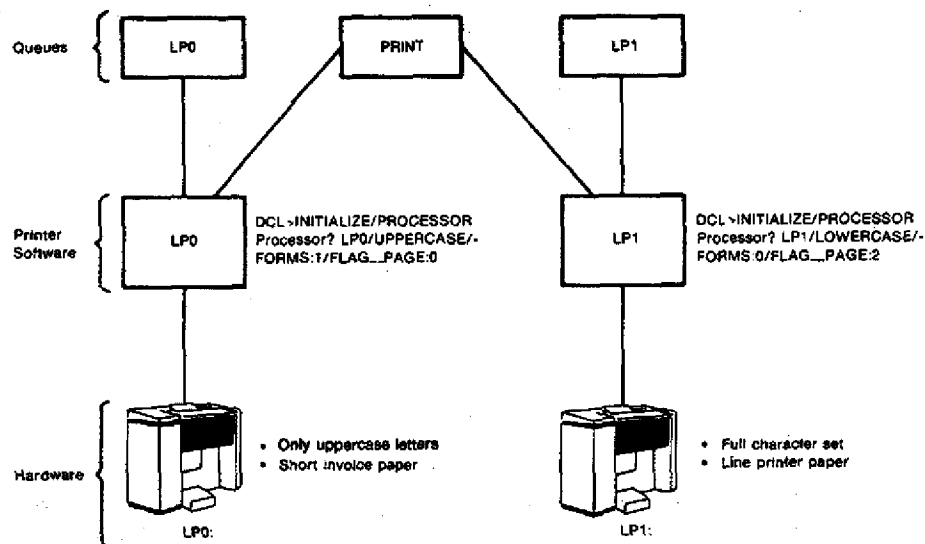 Queues
LP0
PRINT
LP1
Printer
Software
LP0
DCL>INITIALIZE/PROCESSOR
Processor? LP0/UPPERCASE/-
FORMS:1/FLAG__PAGE:0
LP1
DCL>INITIALIZE/PROCESSOR
Processor? LP1/LOWERCASE/-
FORMS:0/FLAG__PAGE:2
Hardware
• Only uppercase letters
• Short invoice paper
LP0:
• Full character set
• Line printer paper
LP1: